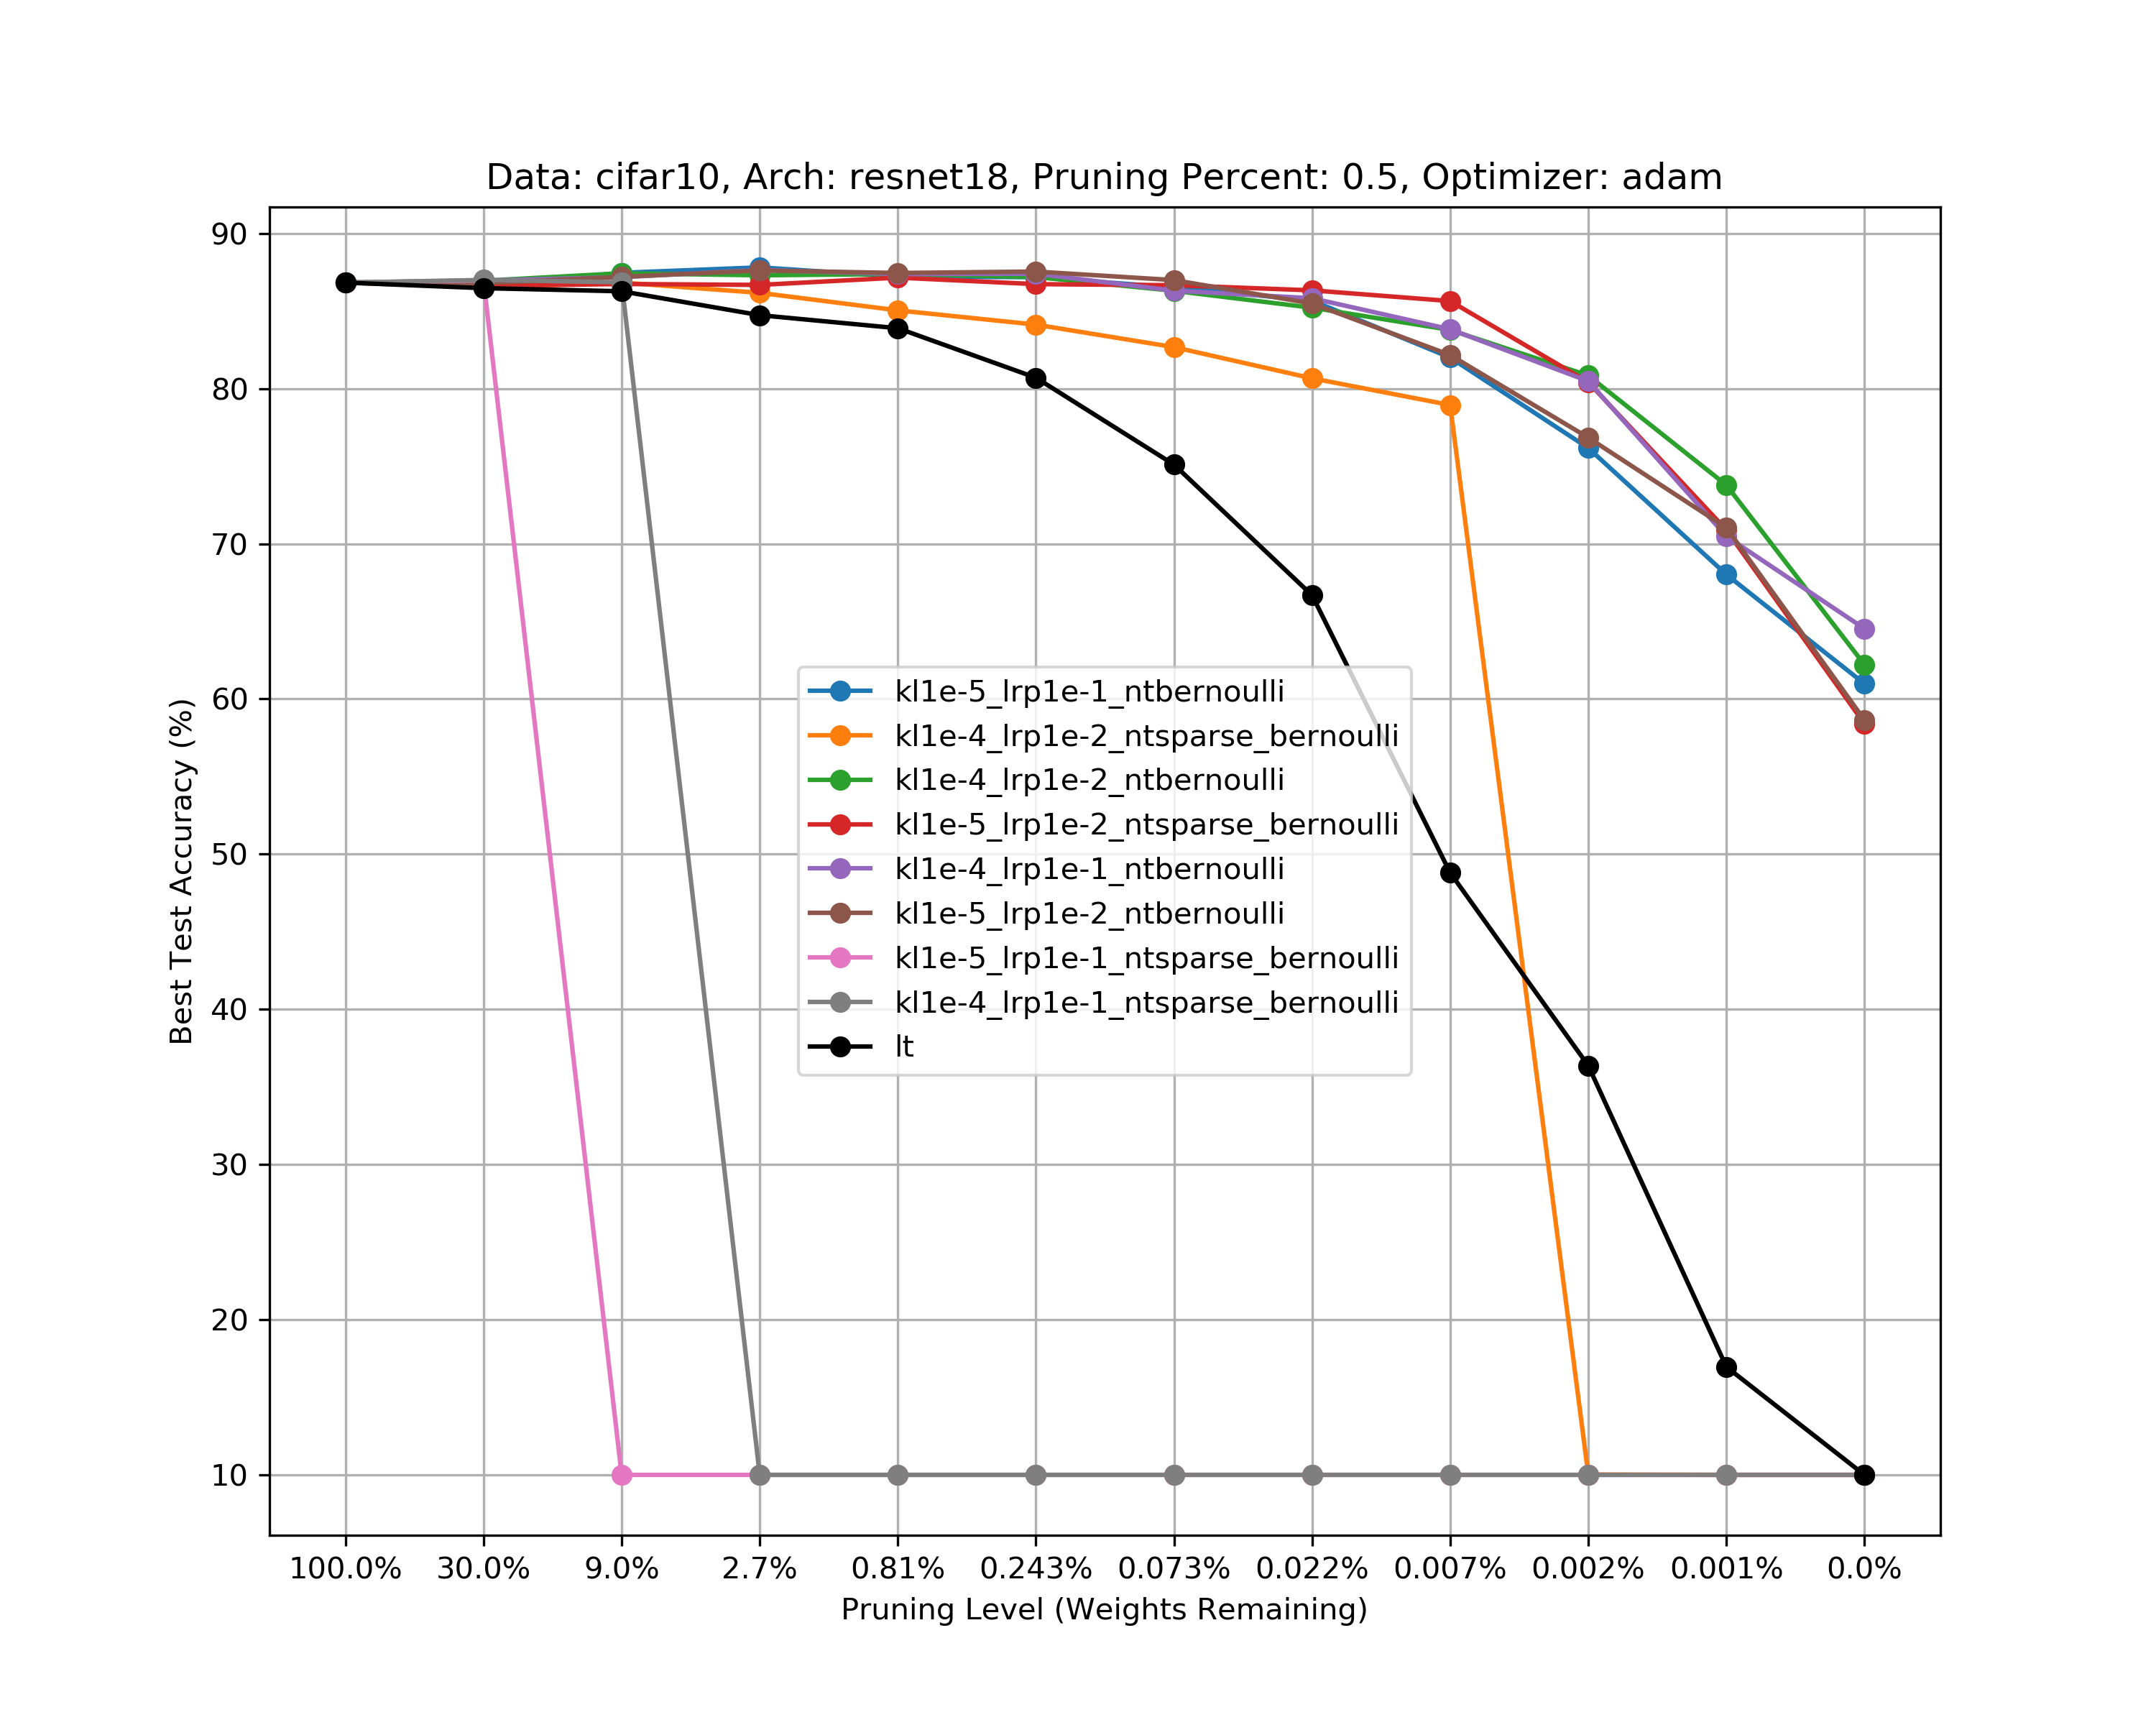 Data: cifar10, Arch: resnet18, Pruning Percent: 0.5, Optimizer: adam
Best Test Accuracy (%)
90
80
70
60
50
40
30
20
10
kl1e-5_lrp1e-1_ntbernoulli
kl1e-4_lrp1e-2_ntsparse_bernoulli
kl1e-4_lrp1e-2_ntbernoulli
kl1e-5_lrp1e-2_ntsparse_bernoulli
kl1e-4_lrp1e-1_ntbernoulli
kl1e-5_lrp1e-2_ntbernoulli
kl1e-5_lrp1e-1_ntsparse_bernoulli
kl1e-4_lrp1e-1_ntsparse_bernoulli
lt
100.0% 30.0% 9.0% 2.7% 0.81% 0.243% 0.073% 0.022% 0.007% 0.002% 0.001% 0.0%
Pruning Level (Weights Remaining)